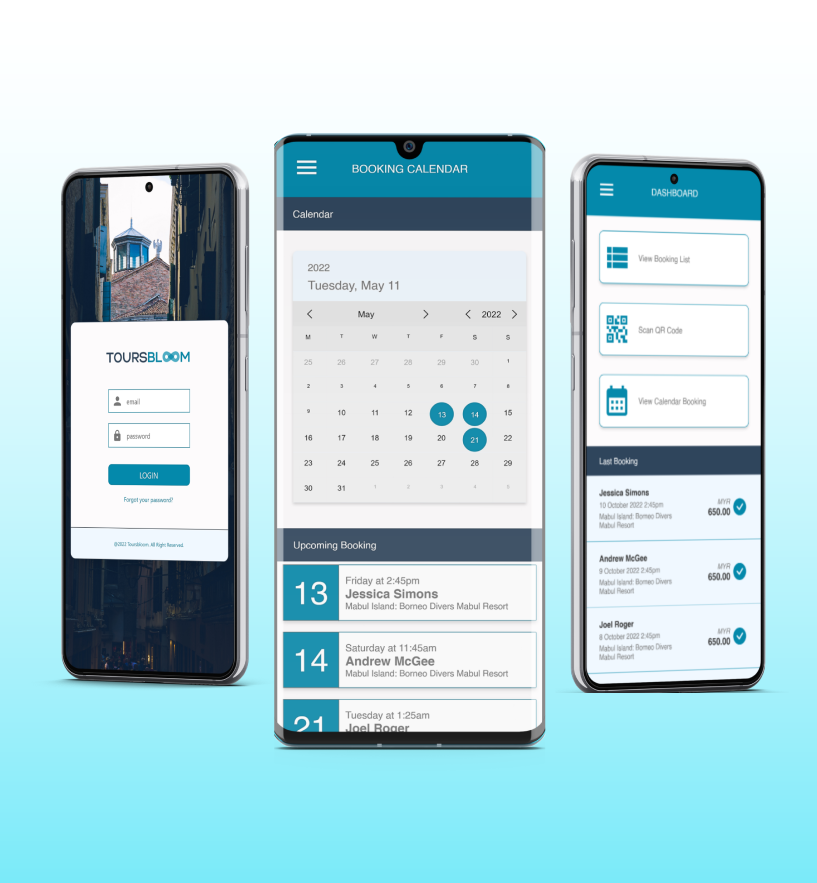 TOURSBLOOM
email
password
LOGIN
Forgot your password?
©2022 Toursbloom. All Right Reserved.
BOOKING CALENDAR
Calendar
2022
Tuesday, May 11
May
2022
M T W T F S S
25 26 27 28 29 30 1
2 3 4 5 6 7 8
9 10 11 12 13 14 15
16 17 18 19 20 21 22
23 24 25 26 27 28 29
30 31 1 2 3 4 5
Upcoming Booking
13
Friday at 2:45pm
Jessica Simons
Mabul Island: Borneo Divers Mabul Resort
14
Saturday at 11:45am
Andrew McGee
Mabul Island: Borneo Divers Mabul Resort
21
Tuesday at 1:25am
Joel Roger
DASHBOARD
View Booking List
Scan QR Code
View Calendar Booking
Last Booking
Jessica Simons
10 October 2022 2:45pm
Mabul Island: Borneo Divers
Mabul Resort
MYR
650.00
Andrew McGee
9 October 2022 2:45pm
Mabul Island: Borneo Divers
Mabul Resort
MYR
650.00
Joel Roger
8 October 2022 2:45pm
Mabul Island: Borneo Divers
Mabul Resort
MYR
650.00